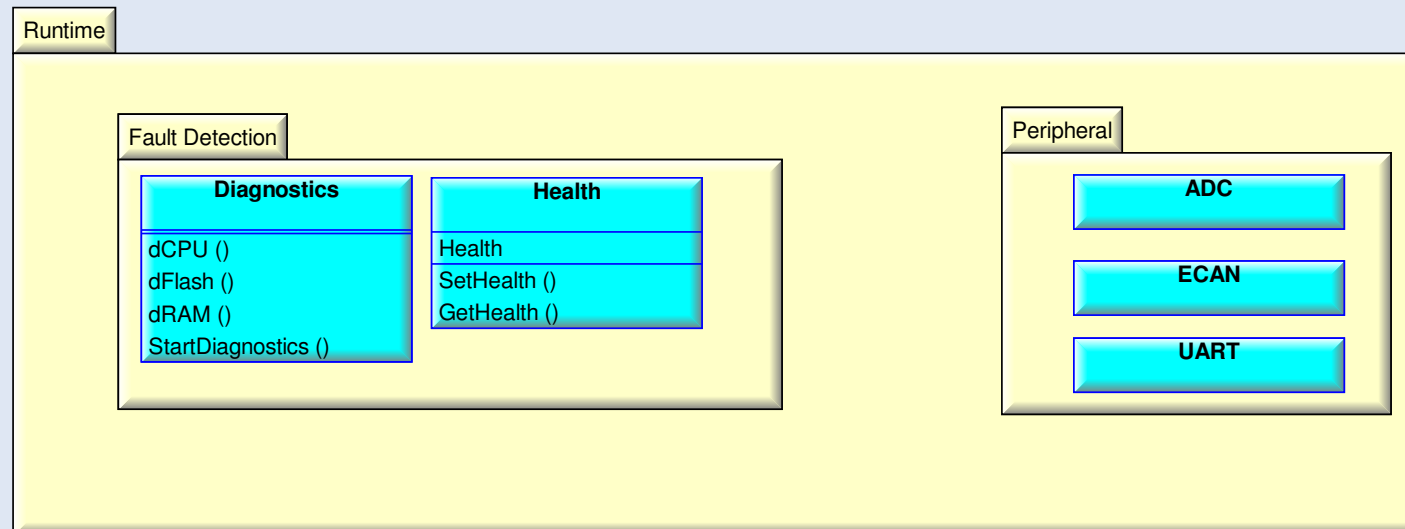 Runtime
Fault Detection
Diagnostics
dCPU ()
dFlash ()
dRAM ()
StartDiagnostics ()
Health
Health
SetHealth ()
GetHealth ()
Peripheral
ADC
ECAN
UART